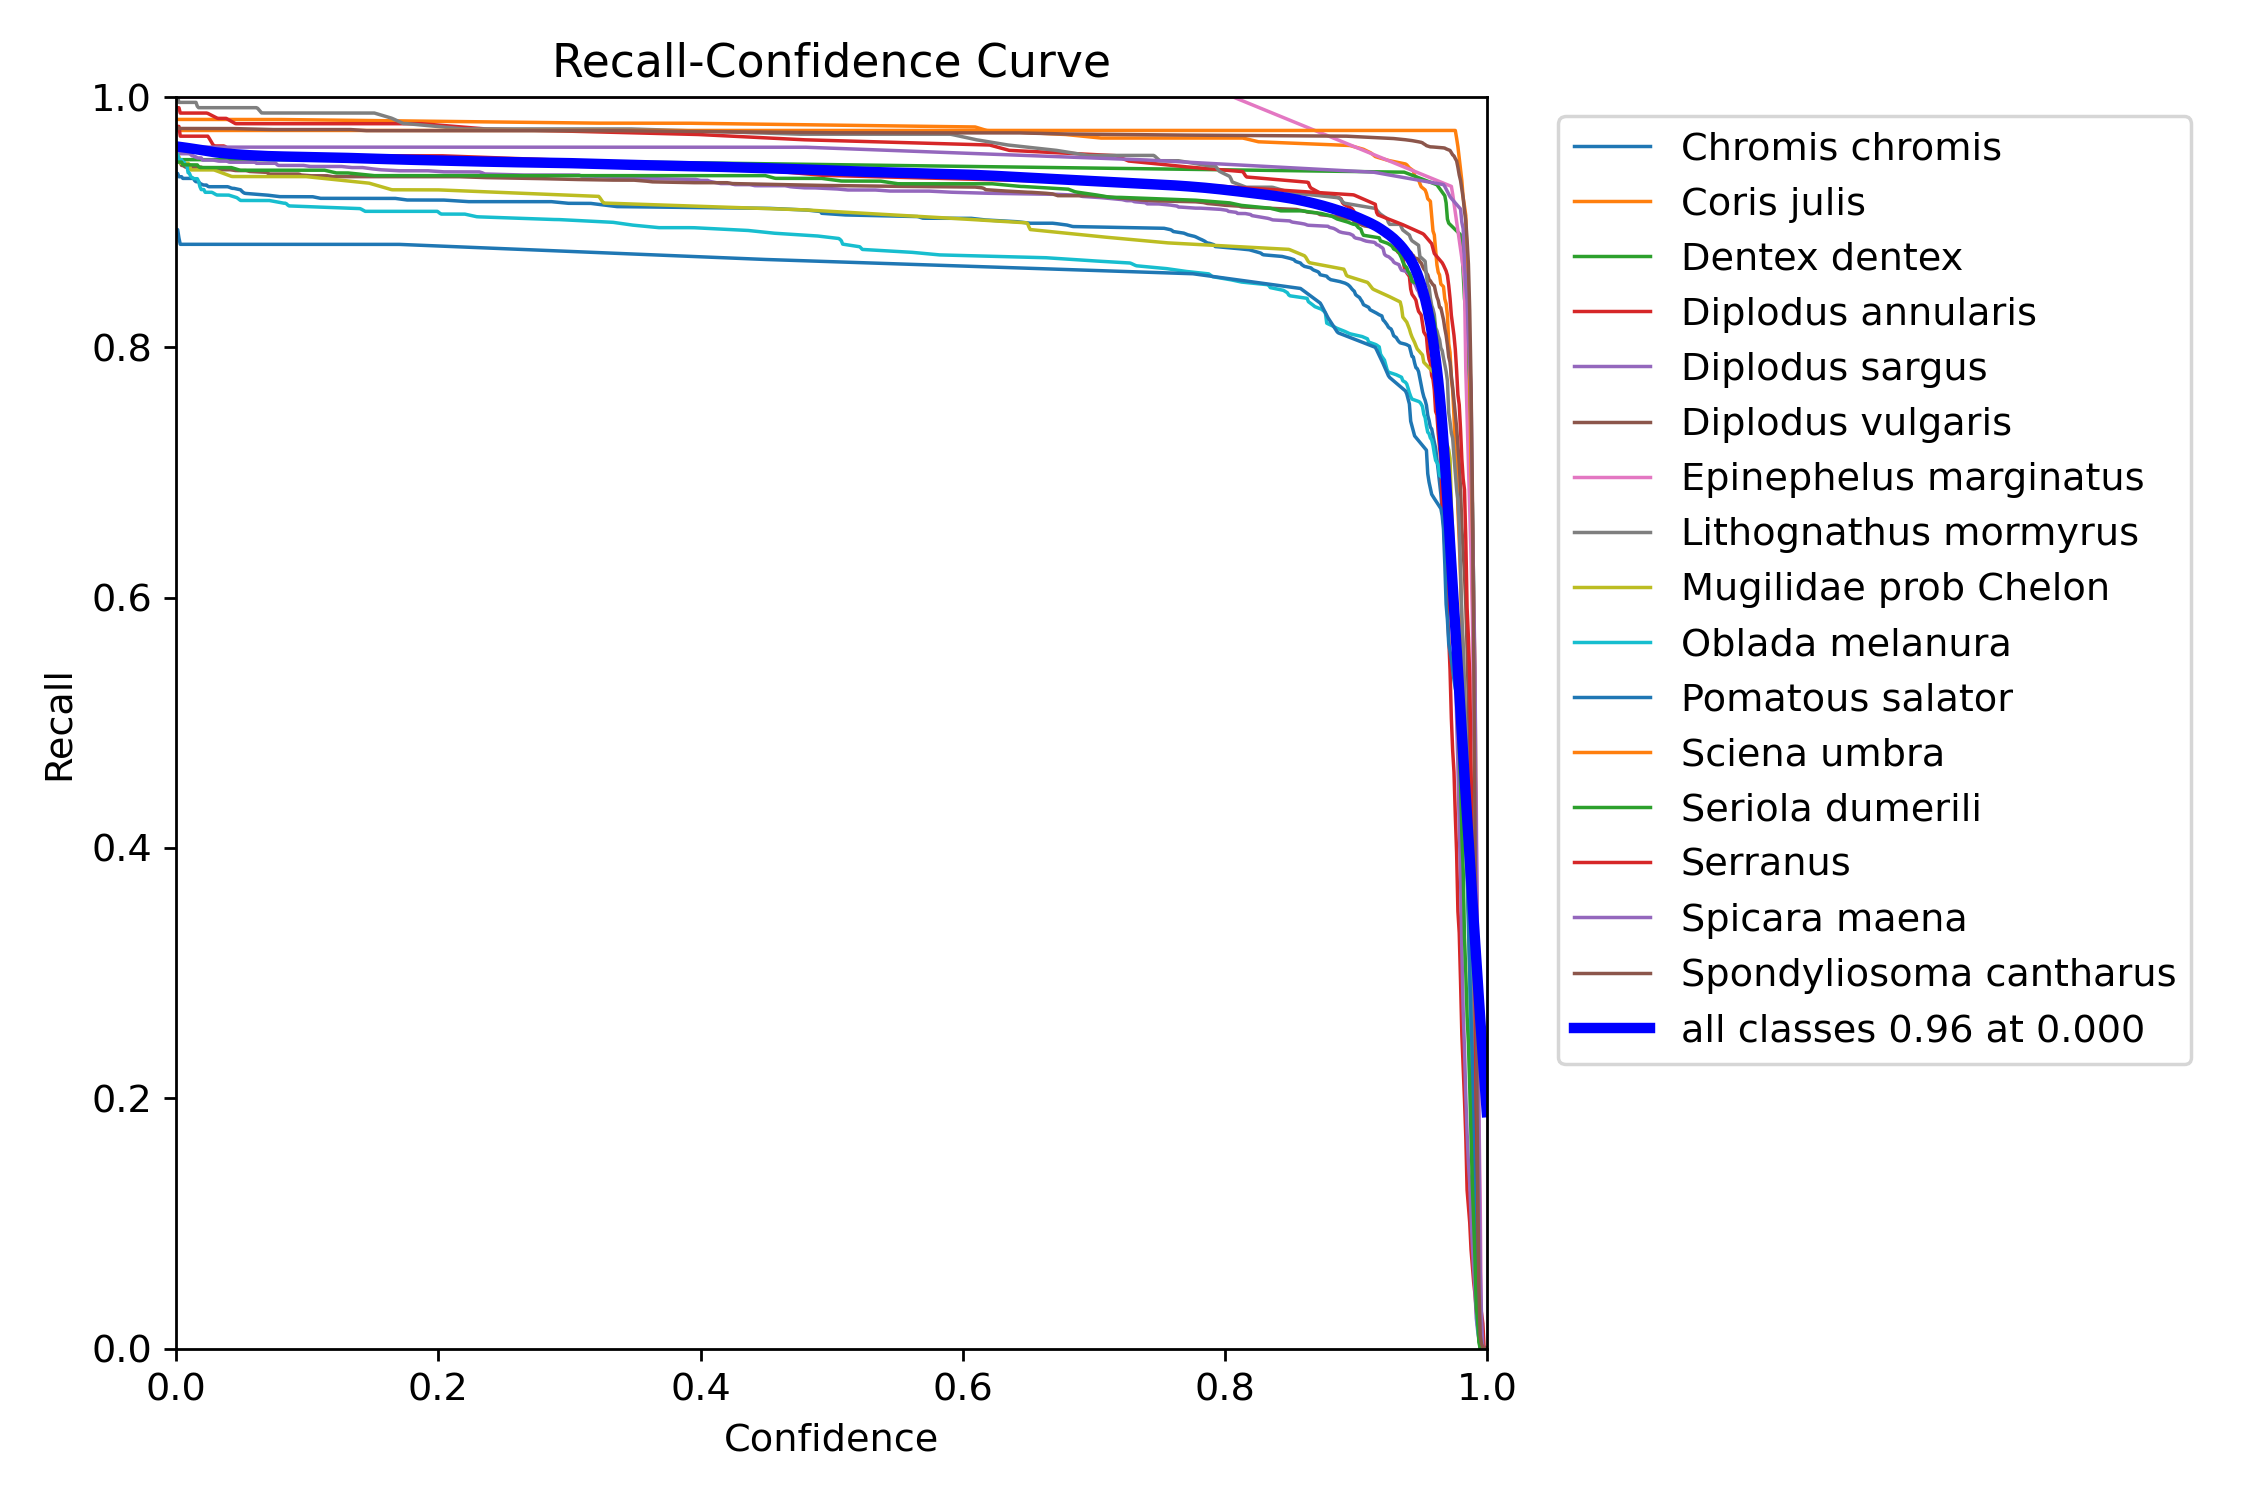 Recall-Confidence Curve
1.0
0.8
0.6
0.4
0.2
0.0
Recall
0.0 0.2 0.4 0.6 0.8 1.0
Confidence
Chromis chromis
Coris julis
Dentex dentex
Diplodus annularis
Diplodus sargus
Diplodus vulgaris
Epinephelus marginatus
Lithognathus mormyrus
Mugilidae prob Chelon
Oblada melanura
Pomatous salator
Sciena umbra
Seriola dumerili
Serranus
Spicara maena
Spondyliosoma cantharus
all classes 0.96 at 0.000